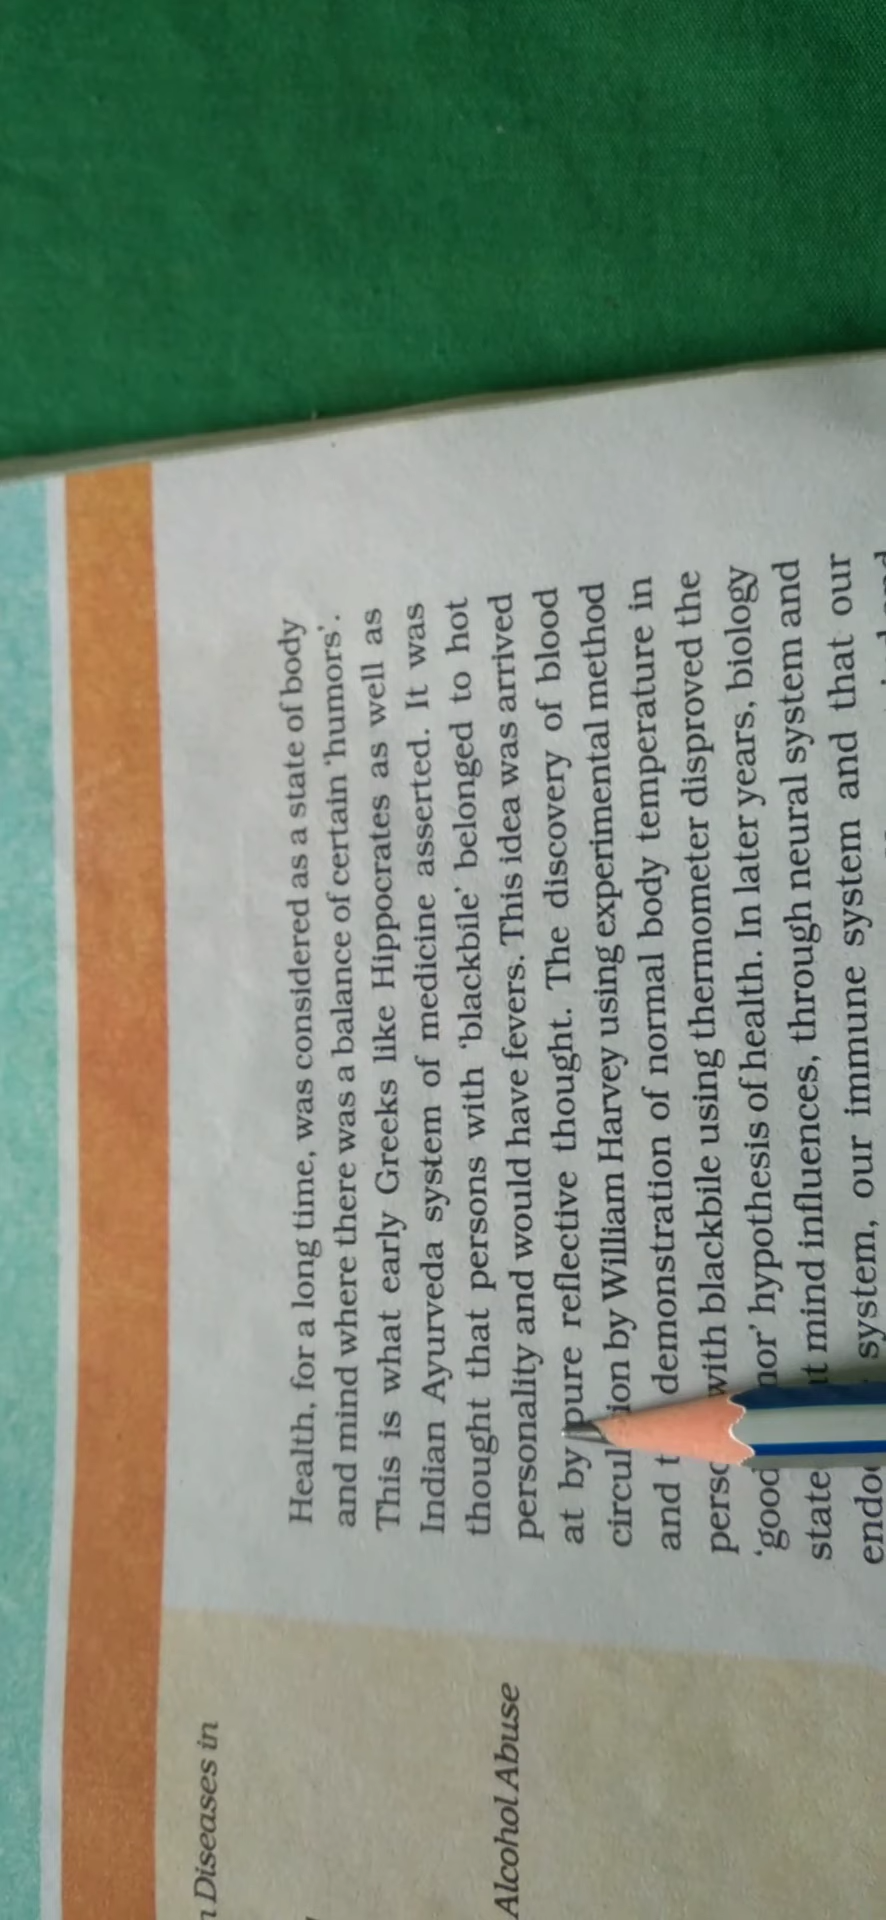 Health, for a long time, was considered as a state of body
and mind where there was a balance of certain ‘humors’.
This is what early Greeks like Hippocrates as well as
Indian Ayurveda system of medicine asserted. It was
thought that persons with ‘blackbile’ belonged to hot
personality and would have fevers. This idea was arrived
at by pure reflective thought. The discovery of blood
by William Harvey using experimental method
and demonstration of normal body temperature in
with blackbile using thermometer disproved the
‘good hypothesis of health. In later years, biology
mind influences, through neural system and
system, our immune system and that our
Diseases in
Alcohol Abuse